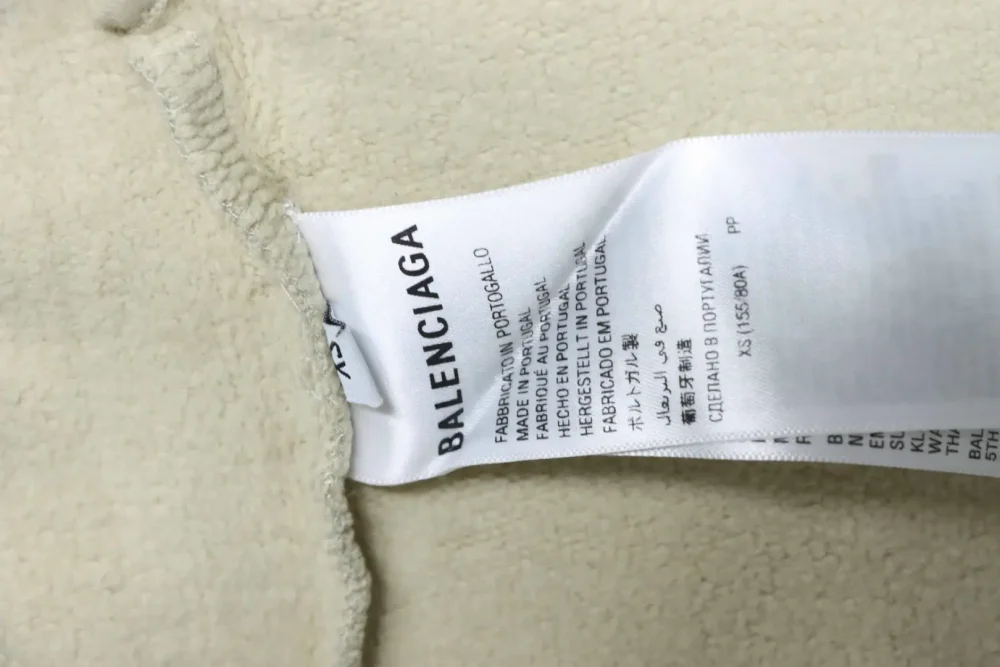 XS
BALENCIAGA
FABBRICATO IN PORTOGALLO
MADE IN PORTUGAL
FABRIQUÉ AU PORTUGAL
HECHO EN PORTUGAL
HERGESTELLT IN PORTUGAL
FABRICADO EM PORTUGAL
ポルトガル製
صنع في البرتغال
葡萄牙制造
СДЕЛАНО В ПОРТУГАЛИИ
XS (155/80A) PP